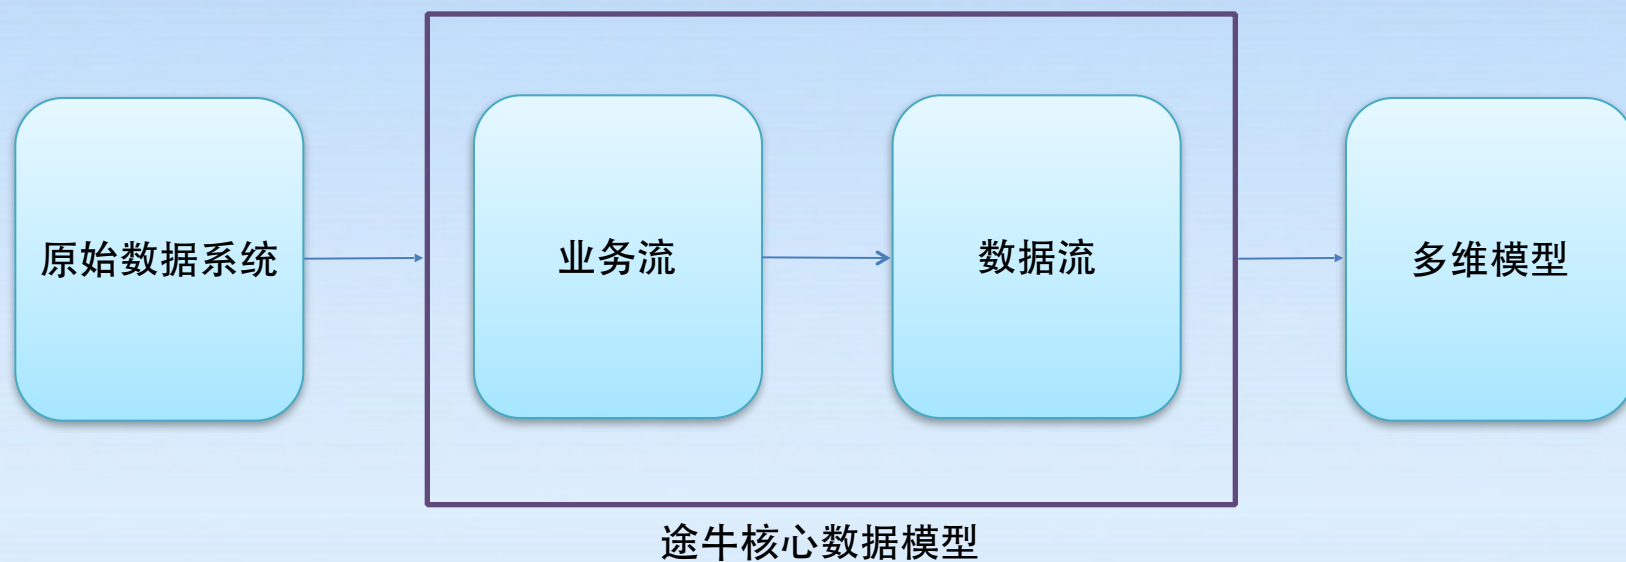 原始数据系统
业务流
数据流
多维模型
途牛核心数据模型